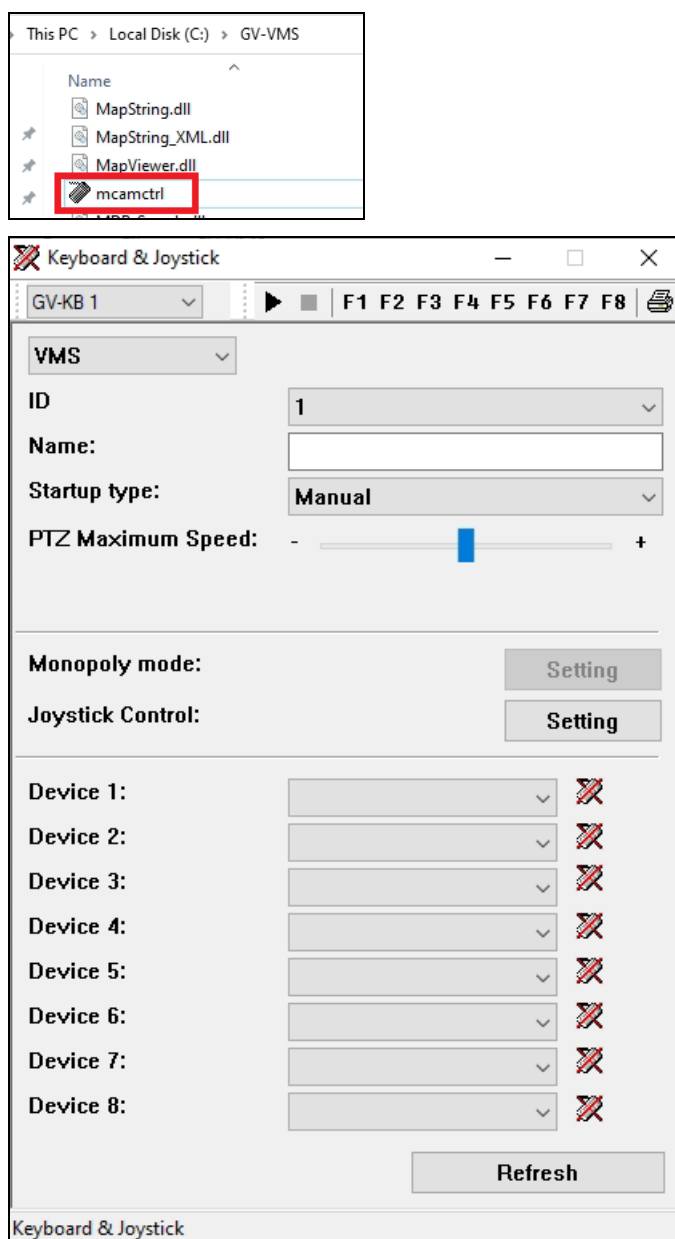 This PC > Local Disk (C:) > GV-VMS
Name
MapString.dll
MapString_XML.dll
MapViewer.dll
mcamctrl
Keyboard & Joystick
GV-KB 1 F1 F2 F3 F4 F5 F6 F7 F8
VMS
ID 1
Name:
Startup type: Manual
PTZ Maximum Speed: - +
Monopoly mode: Setting
Joystick Control: Setting
Device 1:
Device 2:
Device 3:
Device 4:
Device 5:
Device 6:
Device 7:
Device 8:
Refresh
Keyboard & Joystick